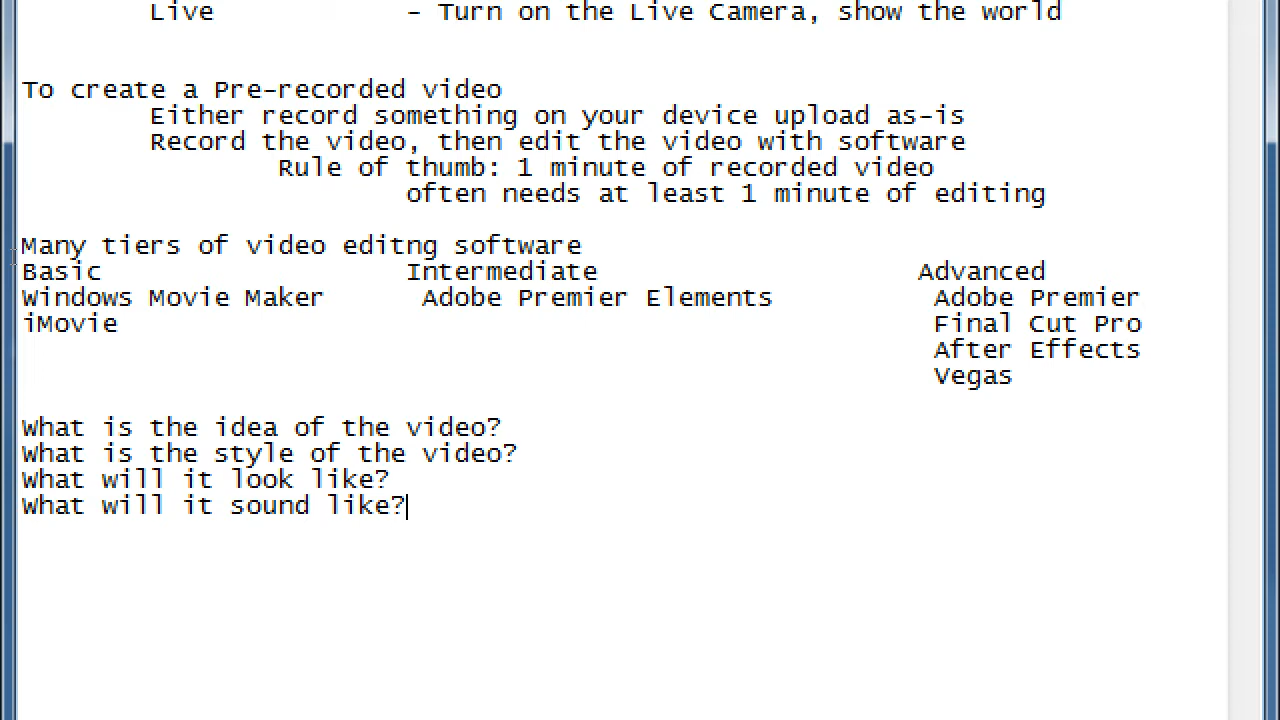 Live - Turn on the Live Camera, show the world
To create a Pre-recorded video
Either record something on your device upload as-is
Record the video, then edit the video with software
Rule of thumb: 1 minute of recorded video
often needs at least 1 minute of editing
Many tiers of video editng software
Basic Intermediate Advanced
Windows Movie Maker Adobe Premier Elements Adobe Premier
iMovie Final Cut Pro
After Effects
Vegas
What is the idea of the video?
What is the style of the video?
What will it look like?
What will it sound like?